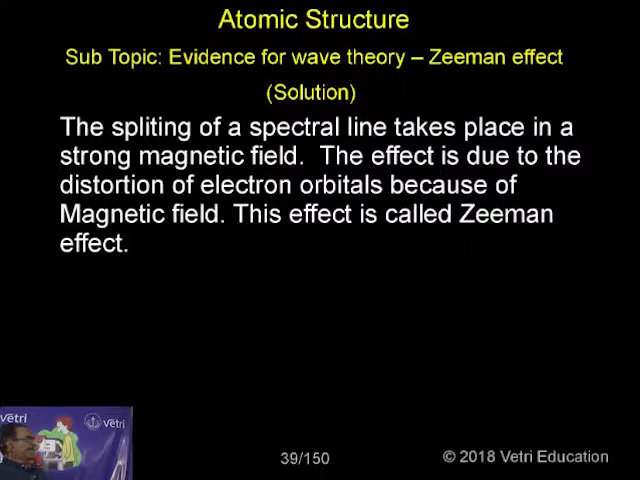 Atomic Structure
Sub Topic: Evidence for wave theory – Zeeman effect
(Solution)
The spliting of a spectral line takes place in a
strong magnetic field. The effect is due to the
distortion of electron orbitals because of
Magnetic field. This effect is called Zeeman
effect.
vetri
vetri
39/150
© 2018 Vetri Education